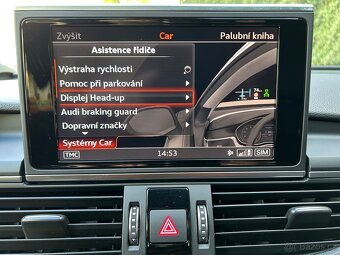 Zvýšit Car Palubní kniha
Asistence řidiče
Výstraha rychlosti
Pomoc při parkování
Displej Head-up
Audi braking guard
Dopravní značky
Systémy Car
TMC 14:53 SIM